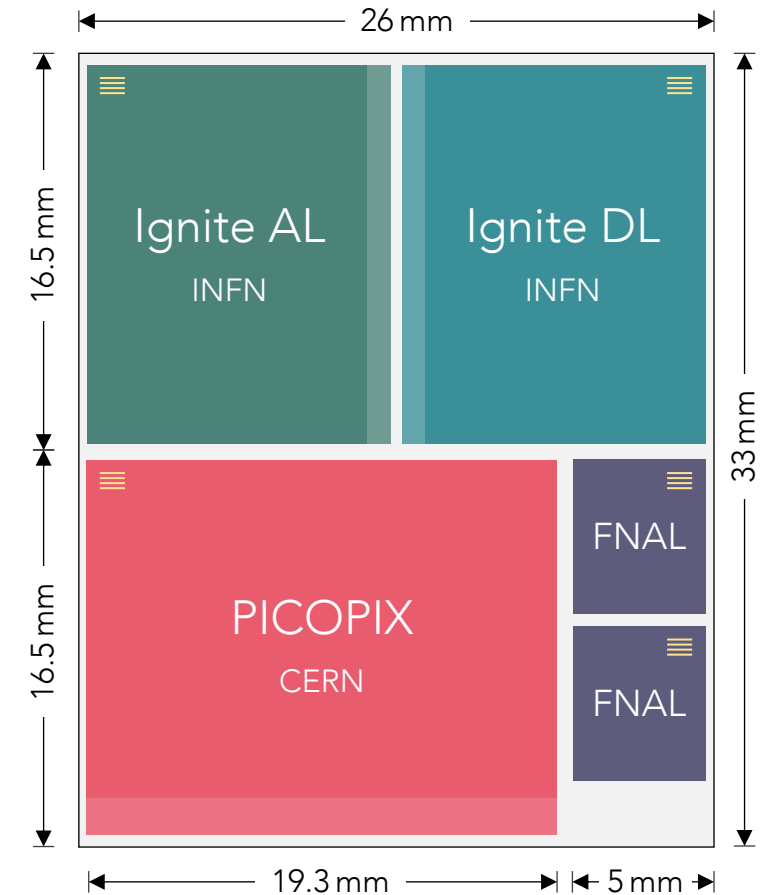 26 mm
Ignite AL
INFN
Ignite DL
INFN
16.5 mm
33 mm
PICOPIX
CERN
FNAL
FNAL
16.5 mm
19.3 mm
5 mm